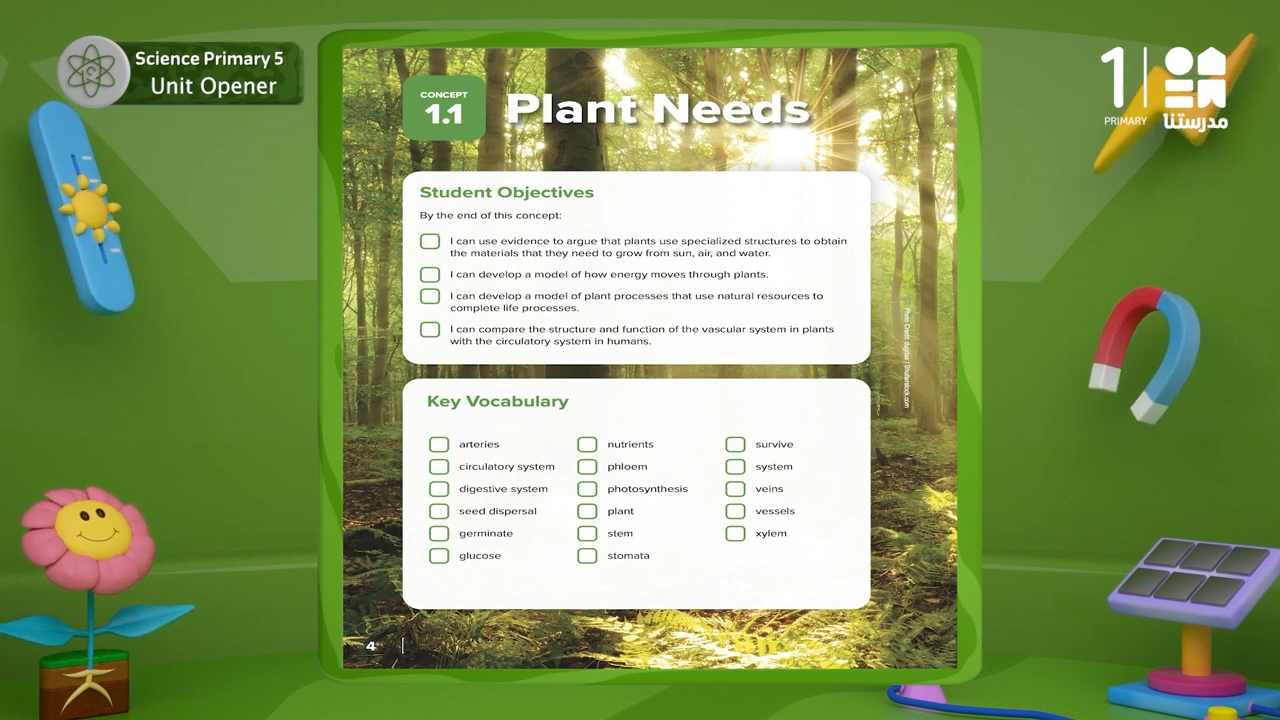 Science Primary 5
Unit Opener
1
PRIMARY
مدرستنا
CONCEPT
1.1
Plant Needs
Student Objectives
By the end of this concept:
I can use evidence to argue that plants use specialized structures to obtain
the materials that they need to grow from sun, air, and water.
I can develop a model of how energy moves through plants.
I can develop a model of plant processes that use natural resources to
complete life processes.
I can compare the structure and function of the vascular system in plants
with the circulatory system in humans.
Photo Credit: dugdax / Shutterstock.com
Key Vocabulary
arteries
circulatory system
digestive system
seed dispersal
germinate
glucose
nutrients
phloem
photosynthesis
plant
stem
stomata
survive
system
veins
vessels
xylem
4